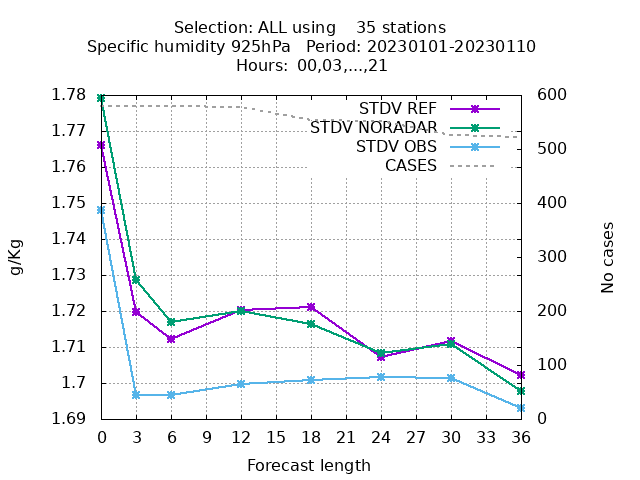 Selection: ALL using    35 stations
Specific humidity 925hPa   Period: 20230101-20230110
Hours: 00,03,...,21
1.78
1.77
1.76
1.75
1.74
1.73
1.72
1.71
1.7
1.69
g/Kg
STDV REF
STDV NORADAR
STDV OBS
CASES
600
500
400
300
200
100
0
No cases
0 3 6 9 12 15 18 21 24 27 30 33 36
Forecast length